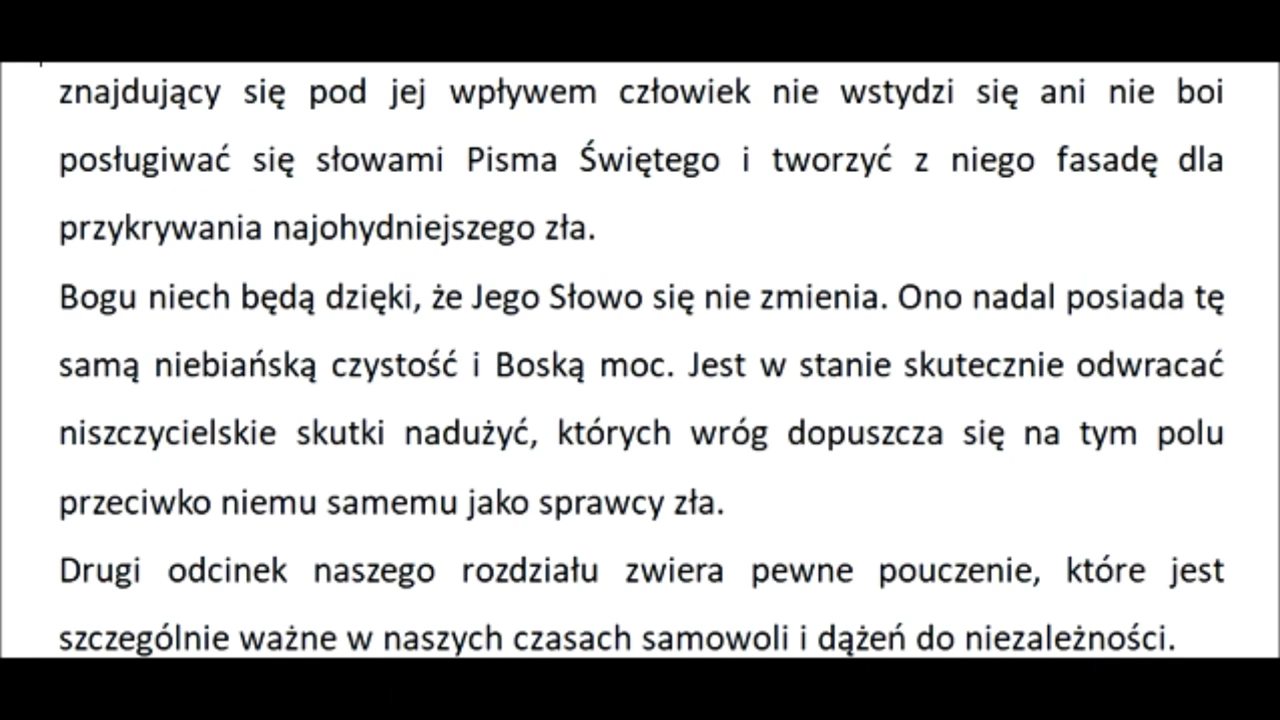 znajdujący się pod jej wpływem człowiek nie wstydzi się ani nie boi
posługiwać się słowami Pisma Świętego i tworzyć z niego fasadę dla
przykrywania najohydniejszego zła.
Bogu niech będą dzięki, że Jego Słowo się nie zmienia. Ono nadal posiada tę
samą niebiańską czystość i Boską moc. Jest w stanie skutecznie odwracać
niszczycielskie skutki nadużyć, których wróg dopuszcza się na tym polu
przeciwko niemu samemu jako sprawcy zła.
Drugi odcinek naszego rozdziału zwiera pewne pouczenie, które jest
szczególnie ważne w naszych czasach samowoli i dążeń do niezależności.